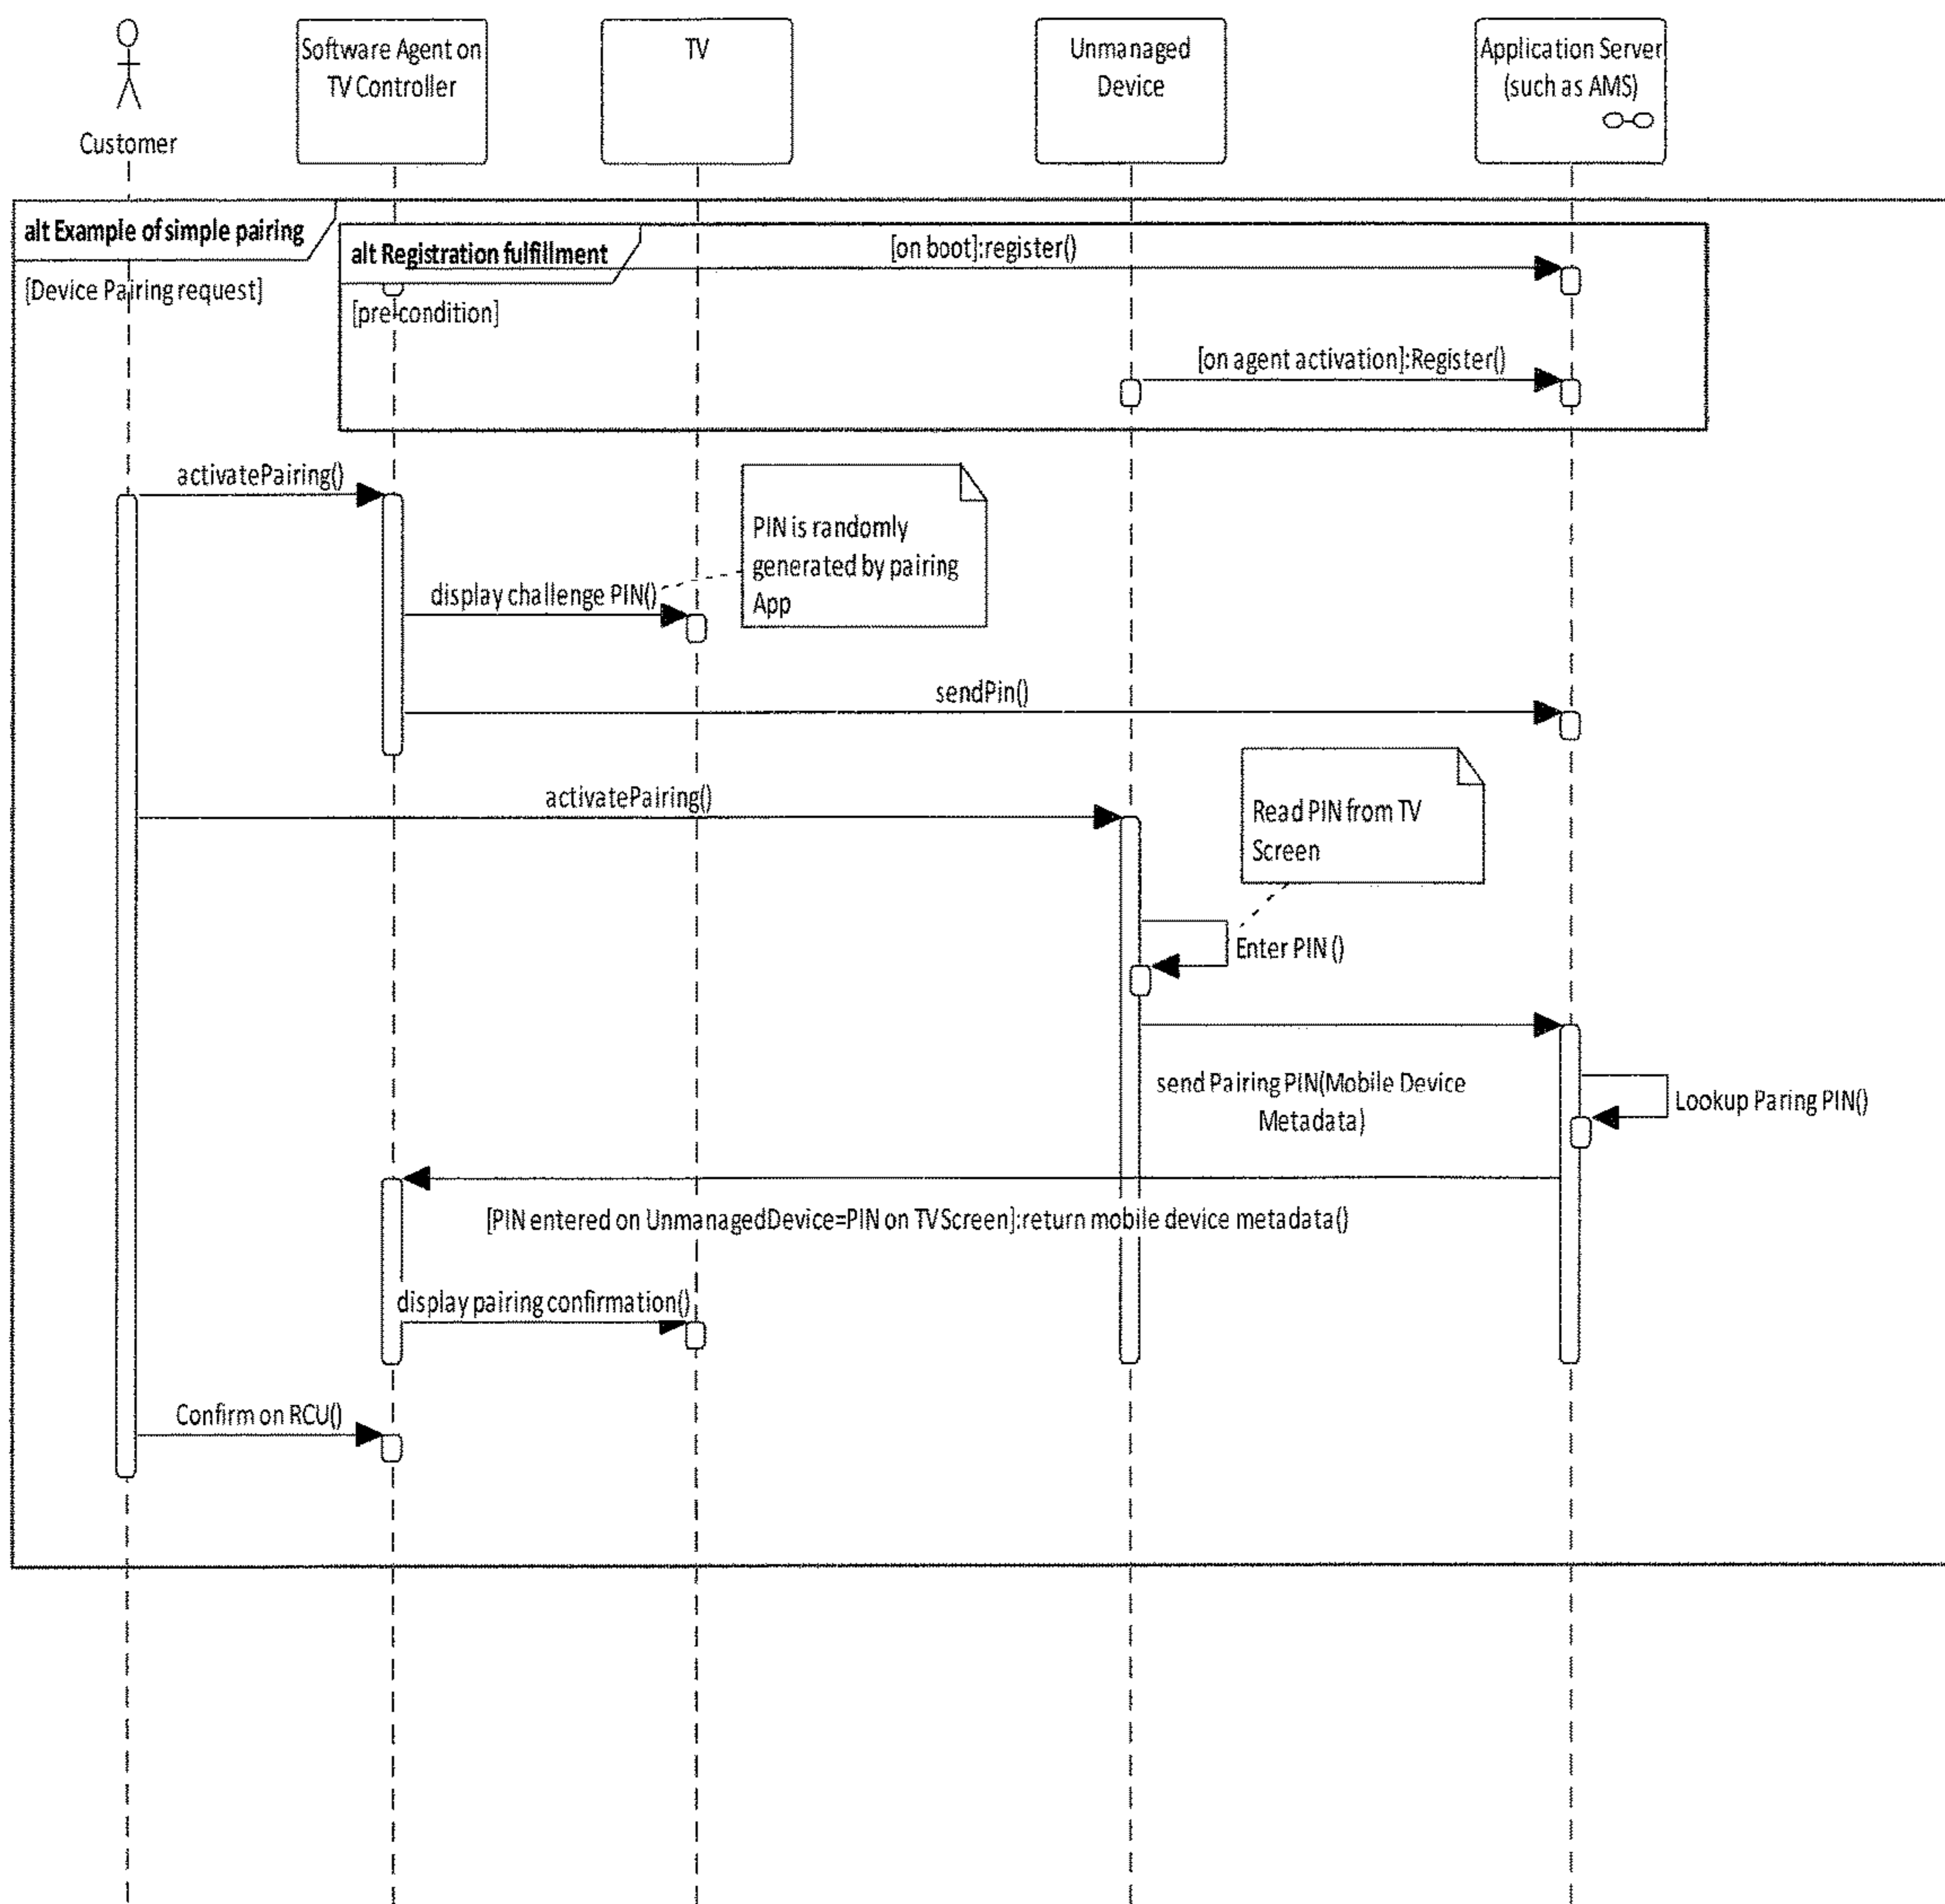 Customer
Software Agent on
TV Controller
TV
Unmanaged
Device
Application Server
(such as AMS)
alt Example of simple pairing
[Device Pairing request]
alt Registration fulfillment
[pre-condition]
[on boot]:register()
[on agent activation]:Register()
activatePairing()
PIN is randomly
generated by pairing
App
display challenge PIN()
sendPin()
activatePairing()
Read PIN from TV
Screen
Enter PIN ()
send Pairing PIN(Mobile Device
Metadata)
Lookup Paring PIN()
[PIN entered on UnmanagedDevice=PIN on TVScreen]:return mobile device metadata()
display pairing confirmation()
Confirm on RCU()